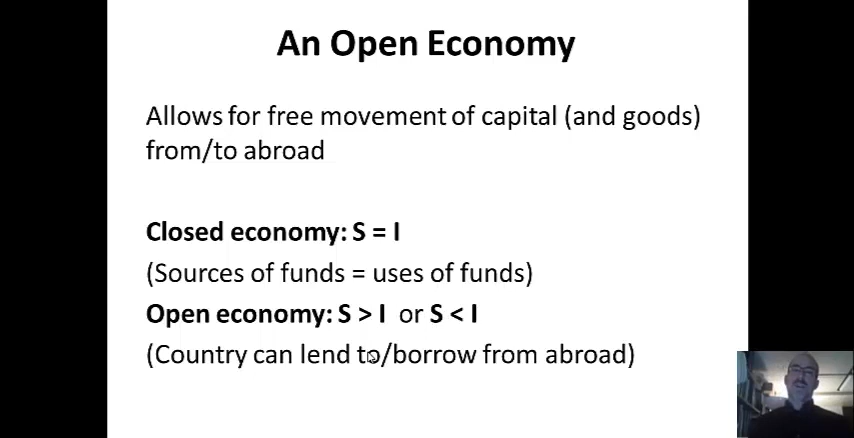 An Open Economy
Allows for free movement of capital (and goods)
from/to abroad
Closed economy: S = I
(Sources of funds = uses of funds)
Open economy: S > I or S < I
(Country can lend to/borrow from abroad)